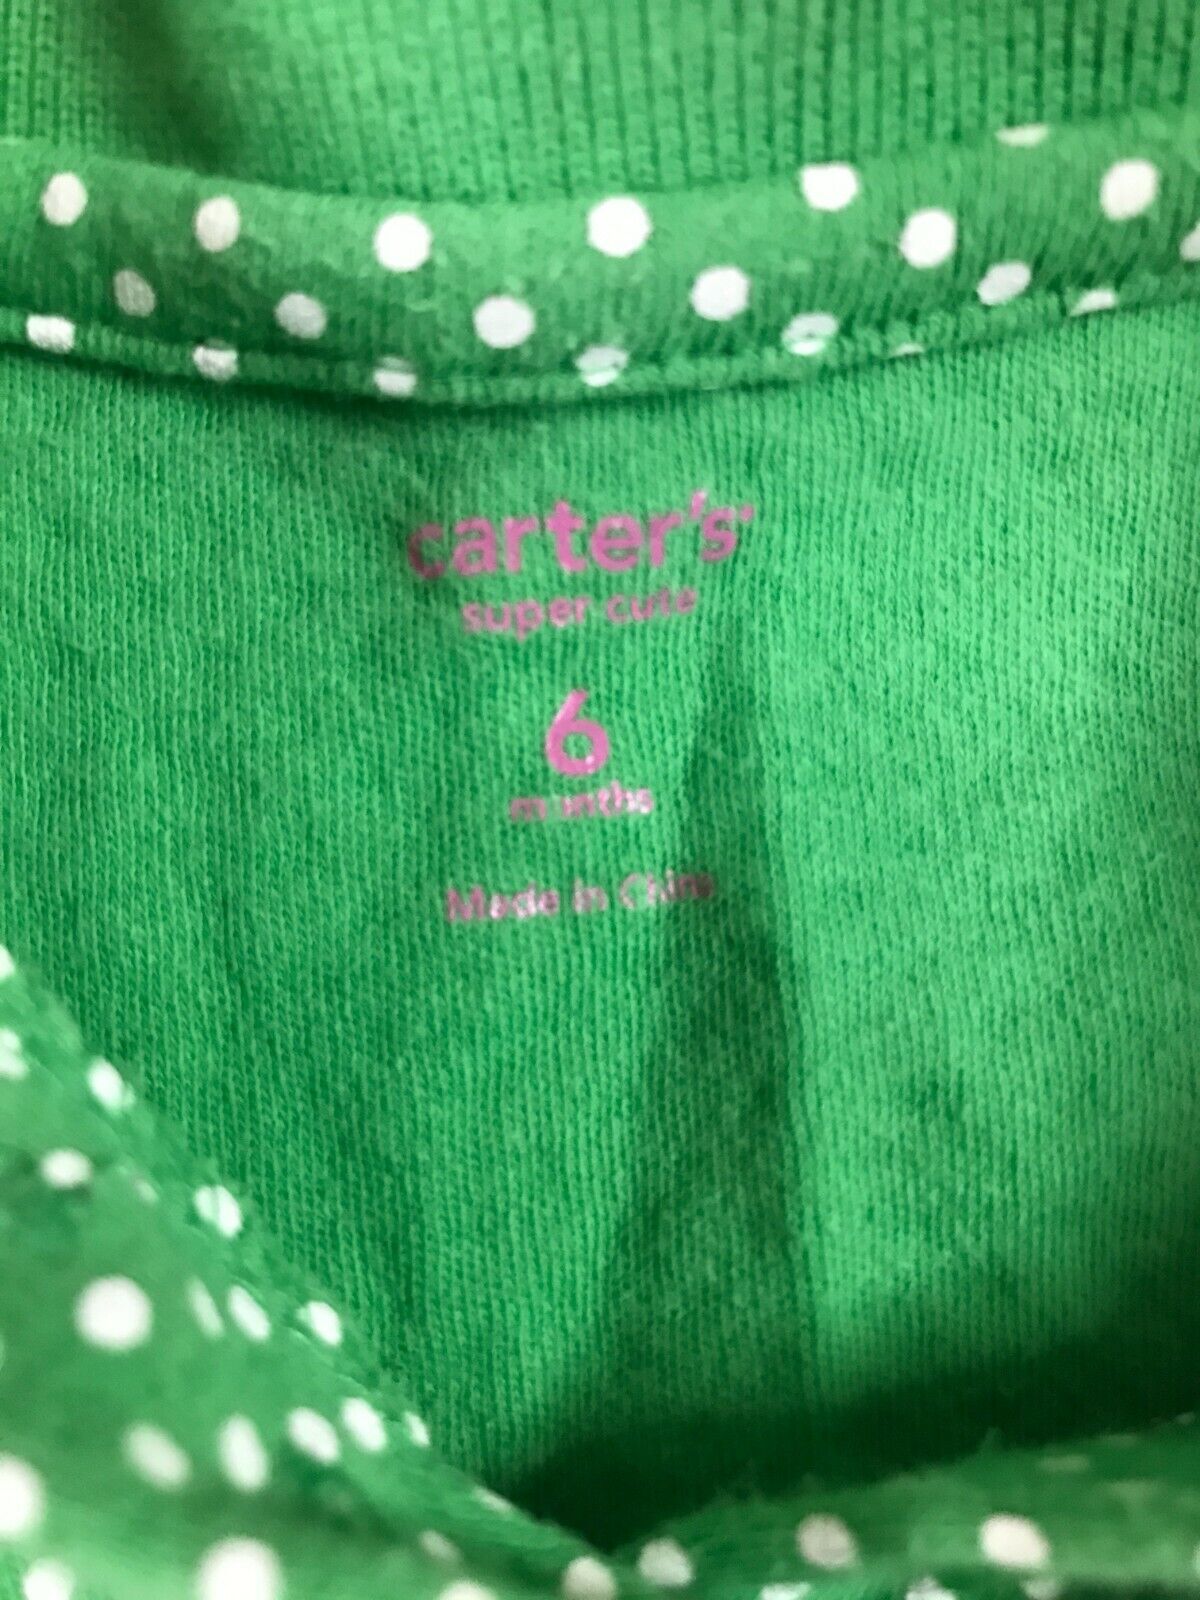 carter's
super cute
6
months
Made in China